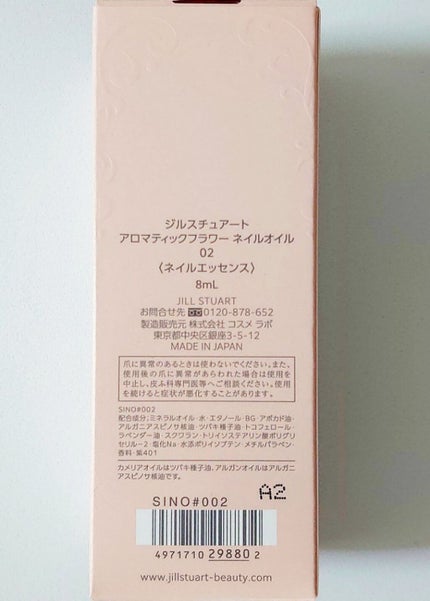 ジルスチュアート
アロマティックフラワー ネイルオイル
02
〈ネイルエッセンス〉
8mL
JILL STUART
お問合せ先 0120-878-652
製造販売元 株式会社 コスメ ラボ
東京都中央区銀座3-5-12
MADE IN JAPAN
爪に異常のあるときは使わないでください。また、
使用後の爪に異常があらわれた場合は使用を
中止し、皮ふ科専門医等へご相談ください。使用
を続けると症状が悪化することがあります。
SINO#002
配合成分:ミネラルオイル・水・エタノール・BG・アボカド油・
アルガニアスピノサ核油・ツバキ種子油・トコフェロール・
ラベンダー油・スクワラン・トリイソステアリン酸ポリグリ
セリル-2・塩化Na・水添ポリイソブテン・メチルパラベン・
香料・紫401
カメリアオイルはツバキ種子油、アルガンオイルはアルガニ
アスピノサ核油です。
A2
SINO#002
4971710 29880 2
www.jillstuart-beauty.com